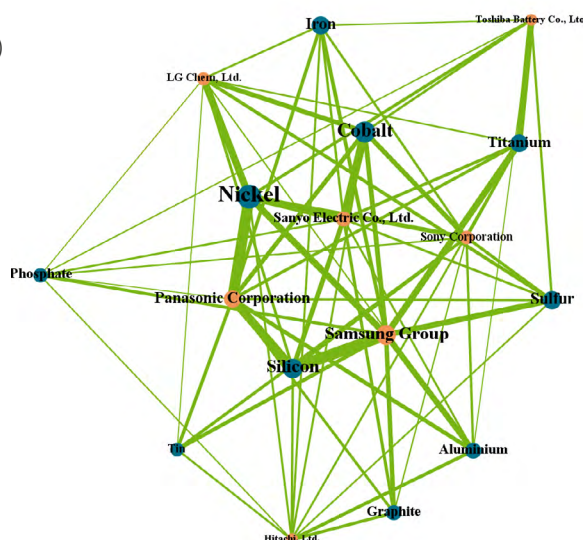 Toshiba Battery Co., Ltd
Iron
LG Chem, Ltd.
Cobalt
Titanium
Nickel
Sanyo Electric Co., Ltd.
Sony Corporation
Phosphate
Panasonic Corporation
Sulfur
Samsung Group
Silicon
Tin
Aluminium
Graphite
Hitachi, Ltd.
)